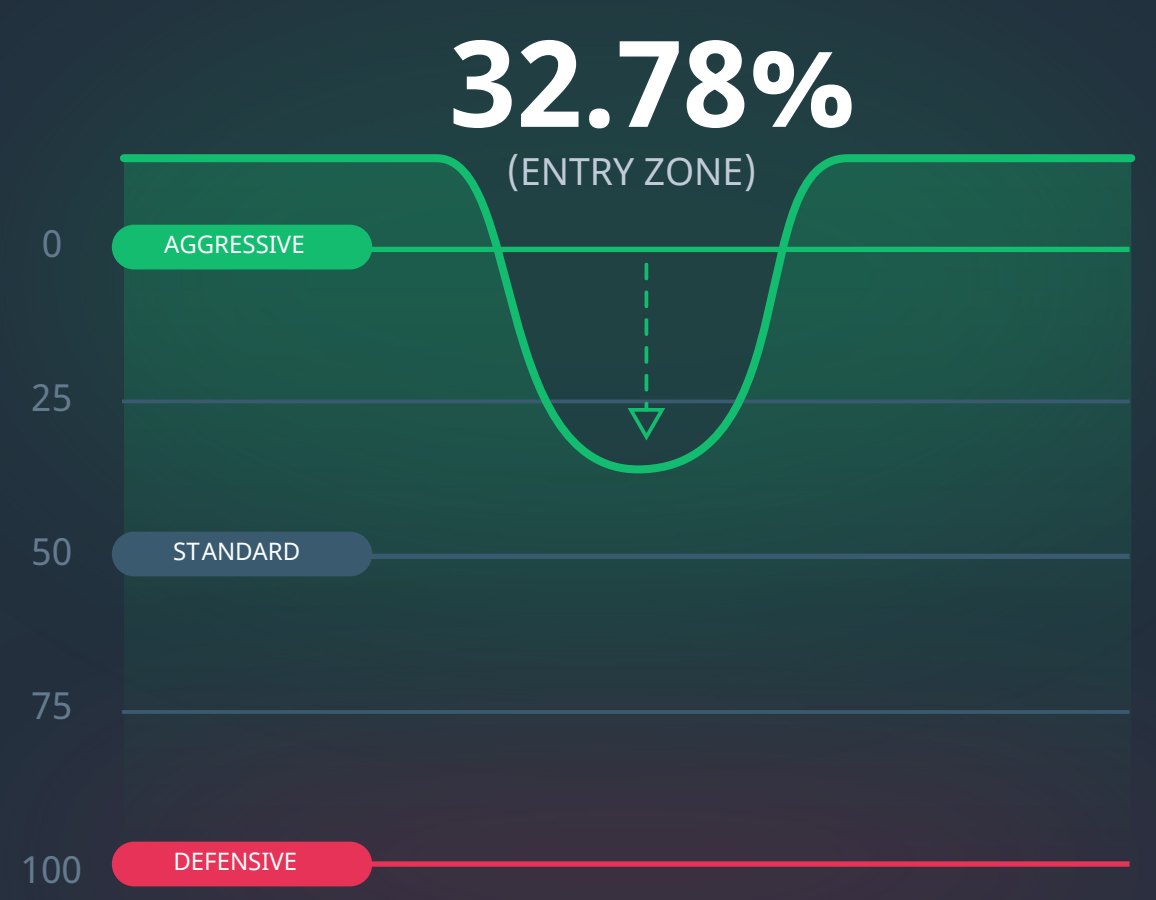 32.78%
(ENTRY ZONE)
0 AGGRESSIVE
25
50 STANDARD
75
100 DEFENSIVE